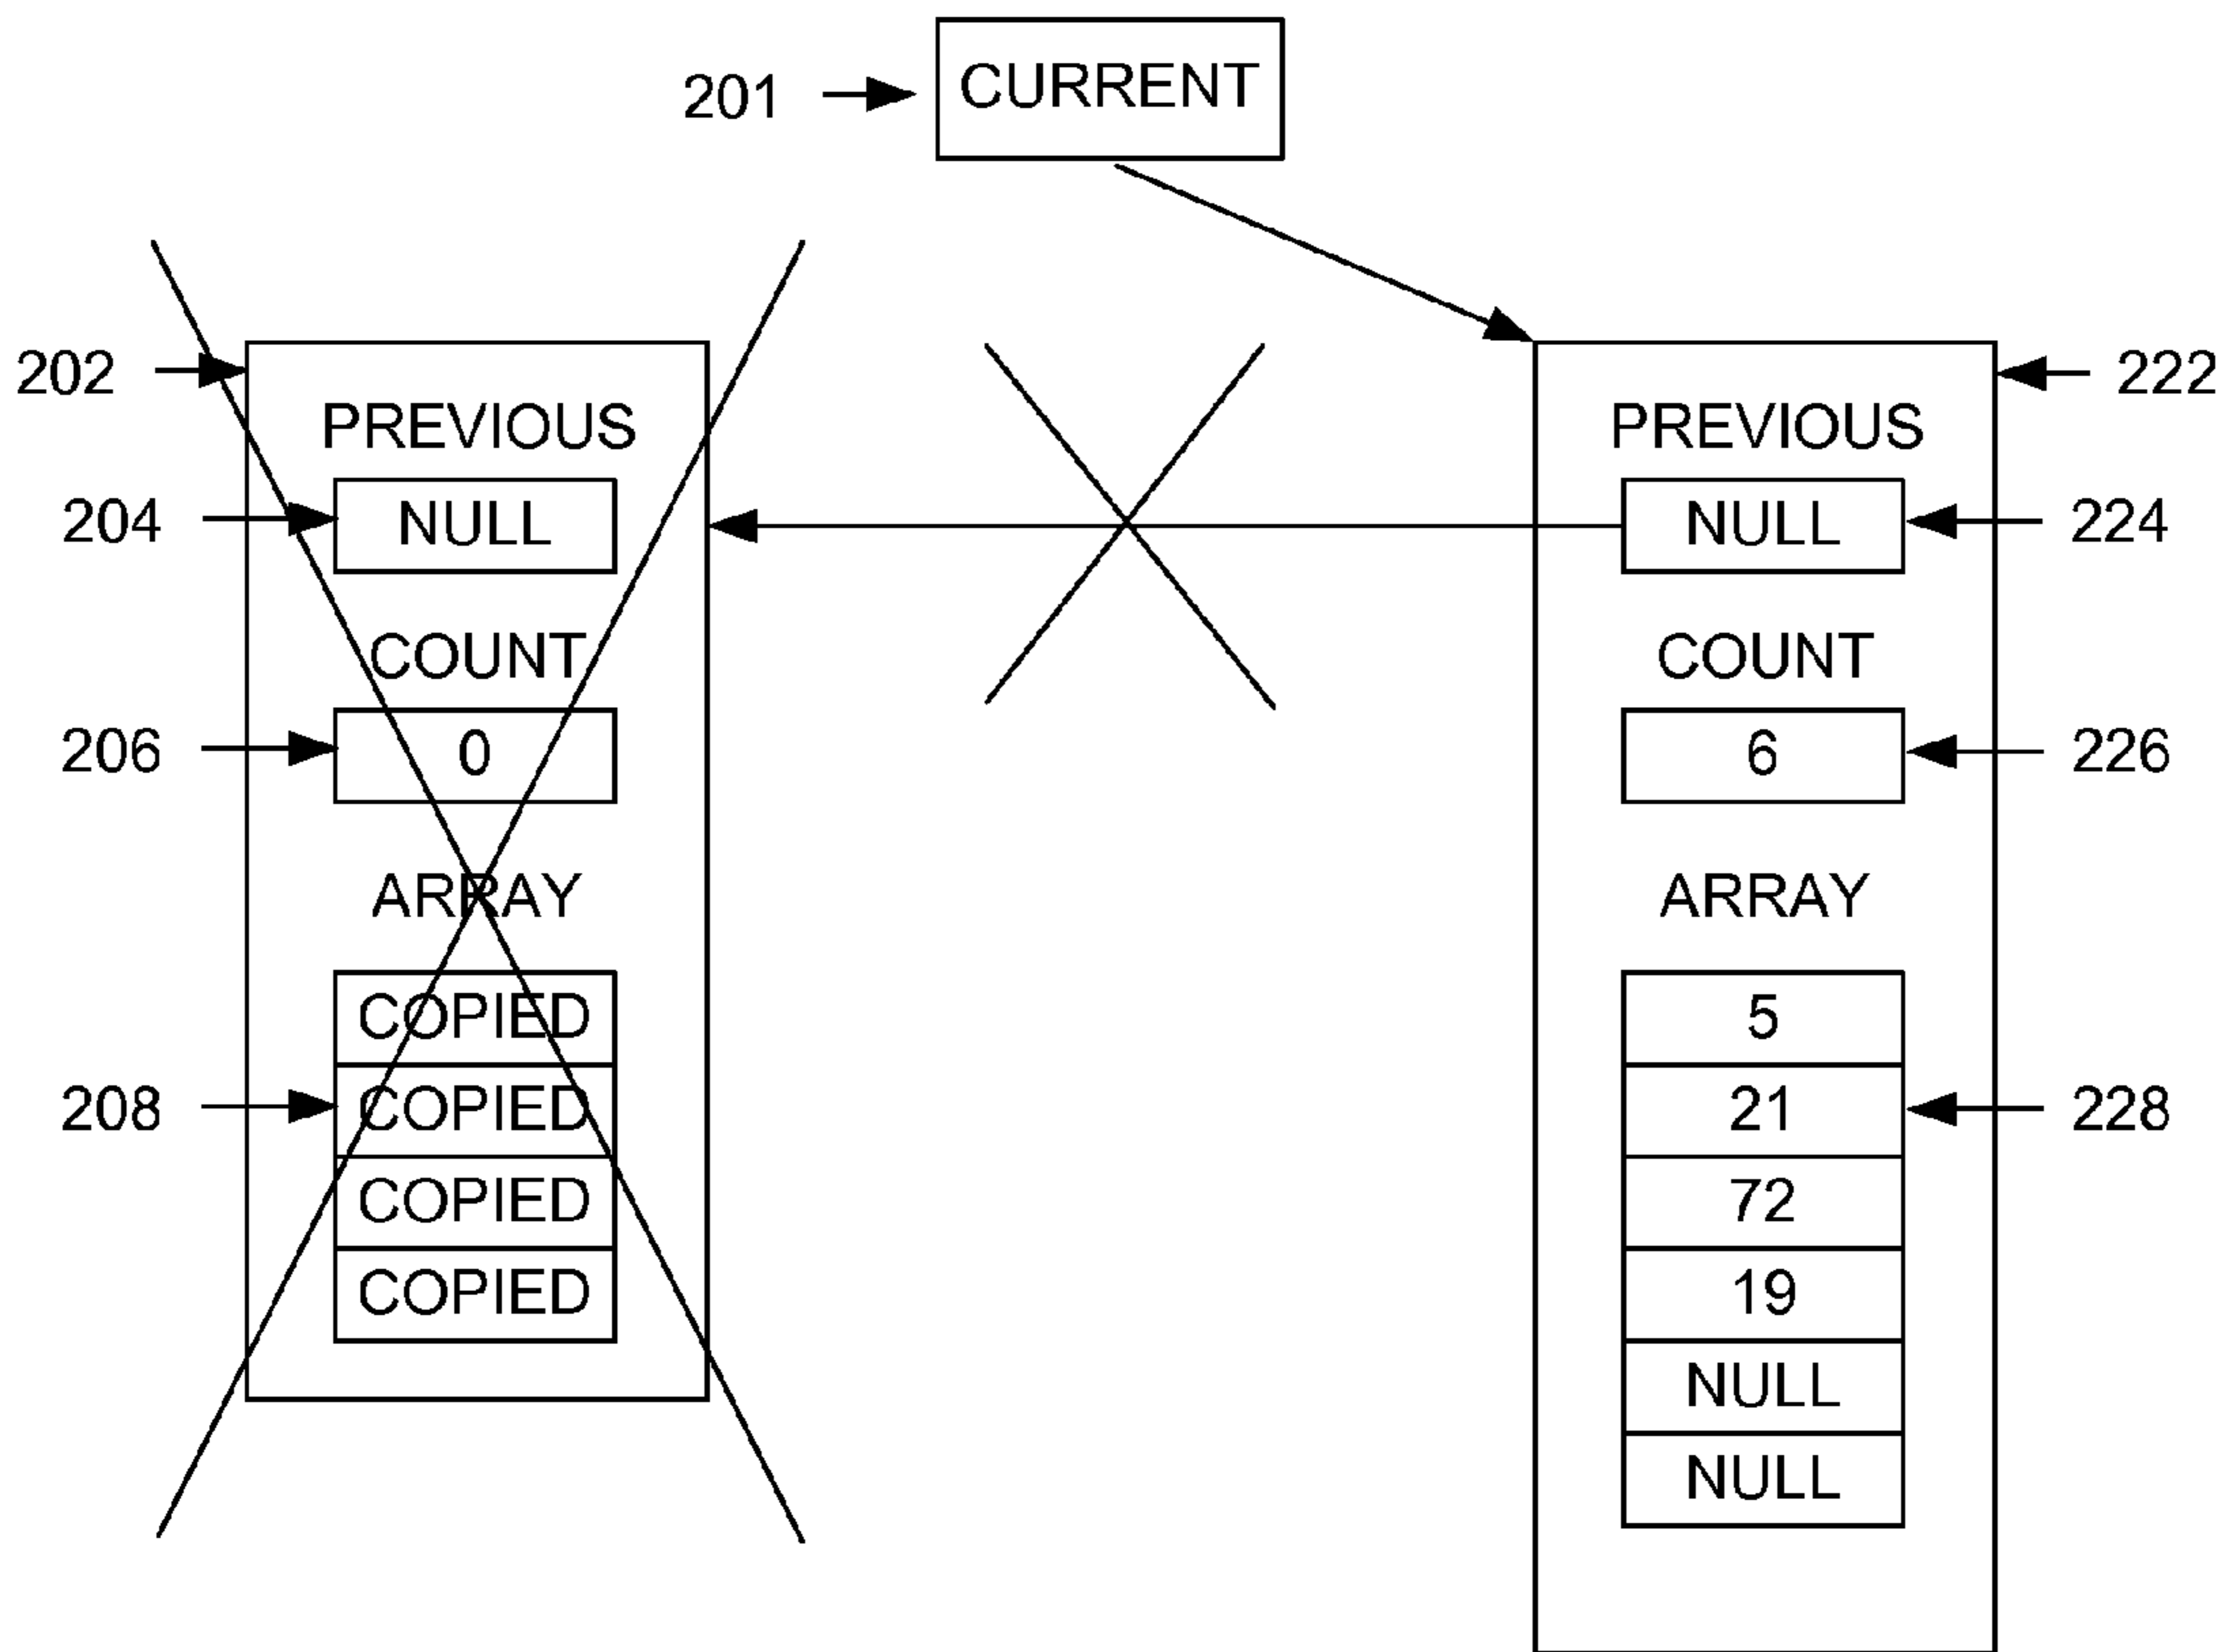 201 CURRENT
202 222
PREVIOUS PREVIOUS
204 NULL NULL 224
COUNT COUNT
206 0 6 226
ARRAY ARRAY
COPIED 5
208 COPIED 21 228
COPIED 72
COPIED 19
NULL
NULL